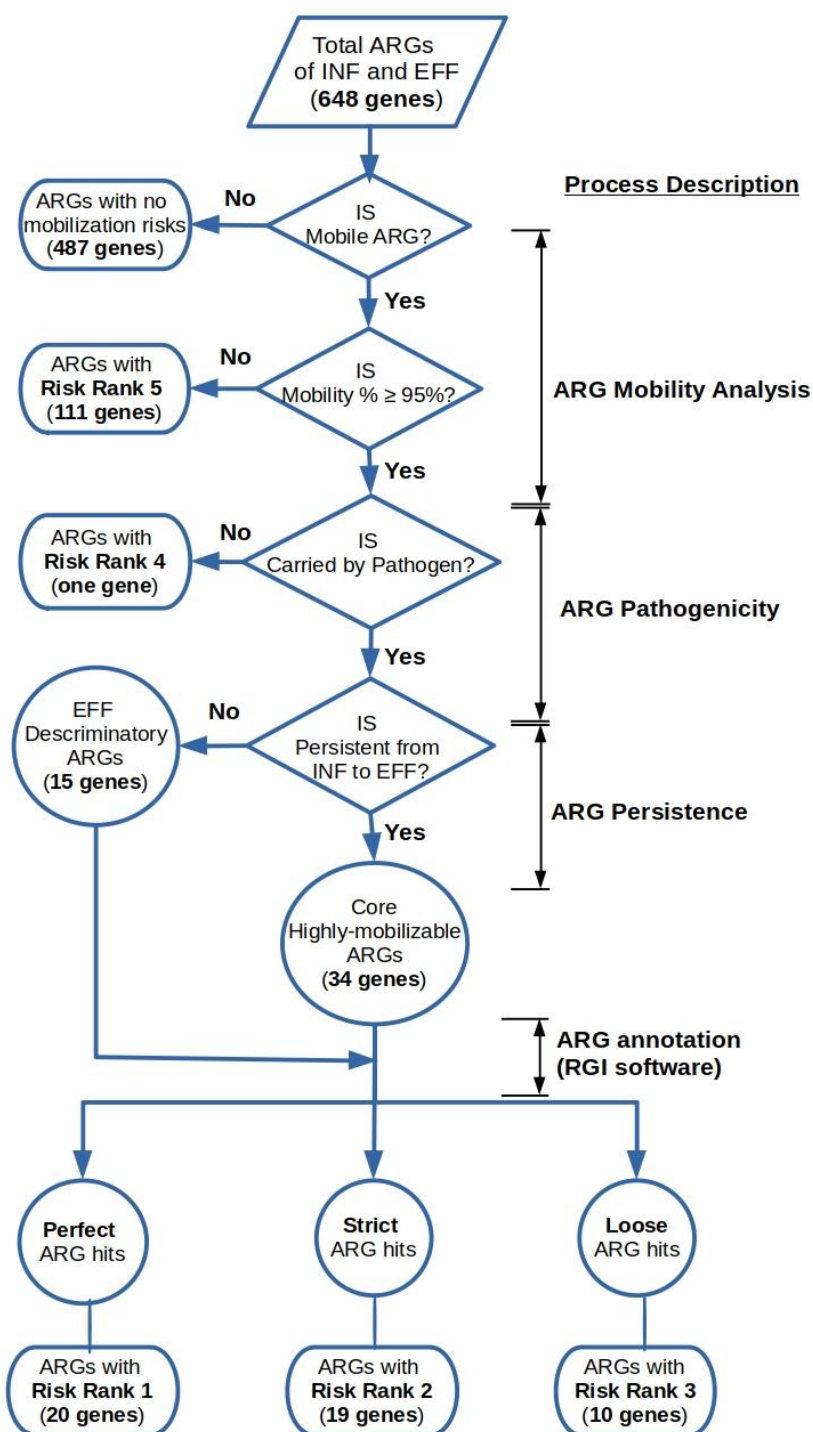 Total ARGs
of INF and EFF
(648 genes)
Process Description
ARGs with no
mobilization risks
(487 genes)
No
IS
Mobile ARG?
Yes
ARGs with
Risk Rank 5
(111 genes)
No
IS
Mobility % ≥ 95%?
ARG Mobility Analysis
Yes
ARGs with
Risk Rank 4
(one gene)
No
IS
Carried by Pathogen?
ARG Pathogenicity
Yes
EFF
Descriminatory
ARGs
(15 genes)
No
IS
Persistent from
INF to EFF?
ARG Persistence
Yes
Core
Highly-mobilizable
ARGs
(34 genes)
ARG annotation
(RGI software)
Perfect
ARG hits
Strict
ARG hits
Loose
ARG hits
ARGs with
Risk Rank 1
(20 genes)
ARGs with
Risk Rank 2
(19 genes)
ARGs with
Risk Rank 3
(10 genes)